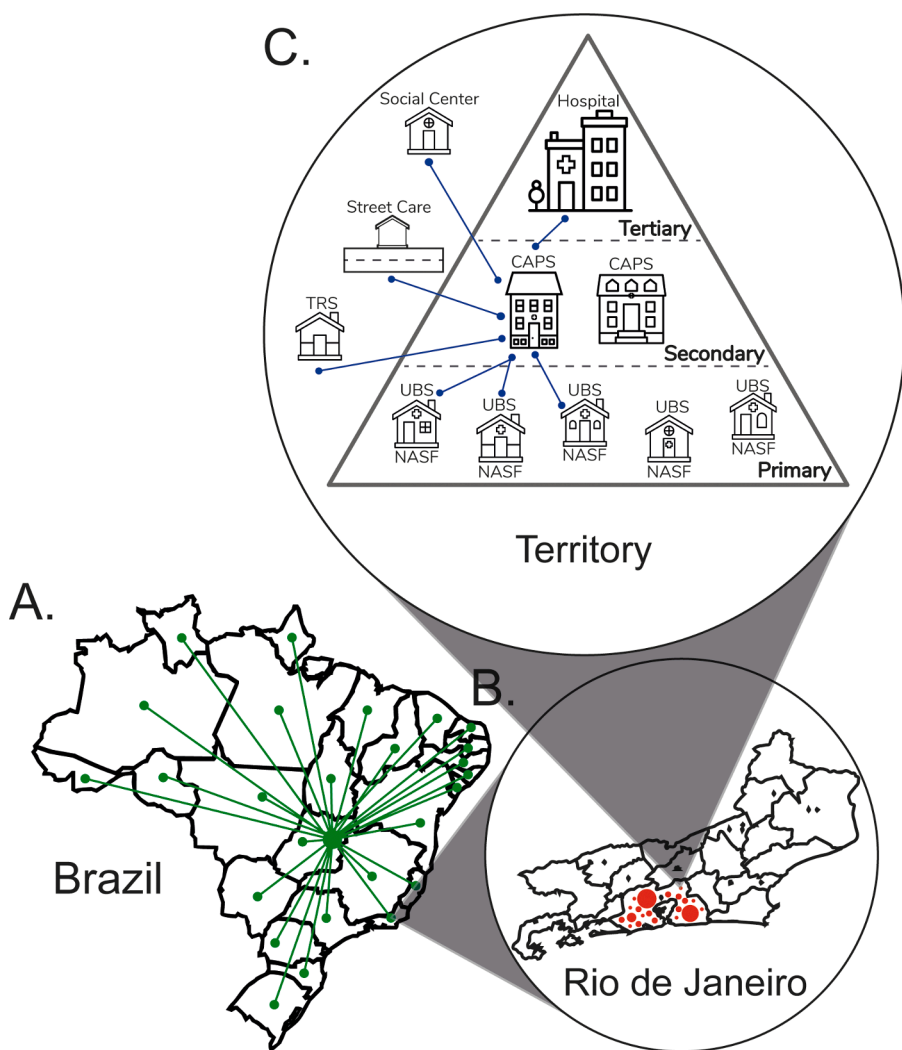 C.
Social Center
Hospital
Street Care
Tertiary
CAPS
CAPS
TRS
Secondary
UBS
UBS
UBS
UBS
UBS
NASF
NASF
NASF
NASF
NASF
Primary
Territory
A.
B.
Brazil
Rio de Janeiro